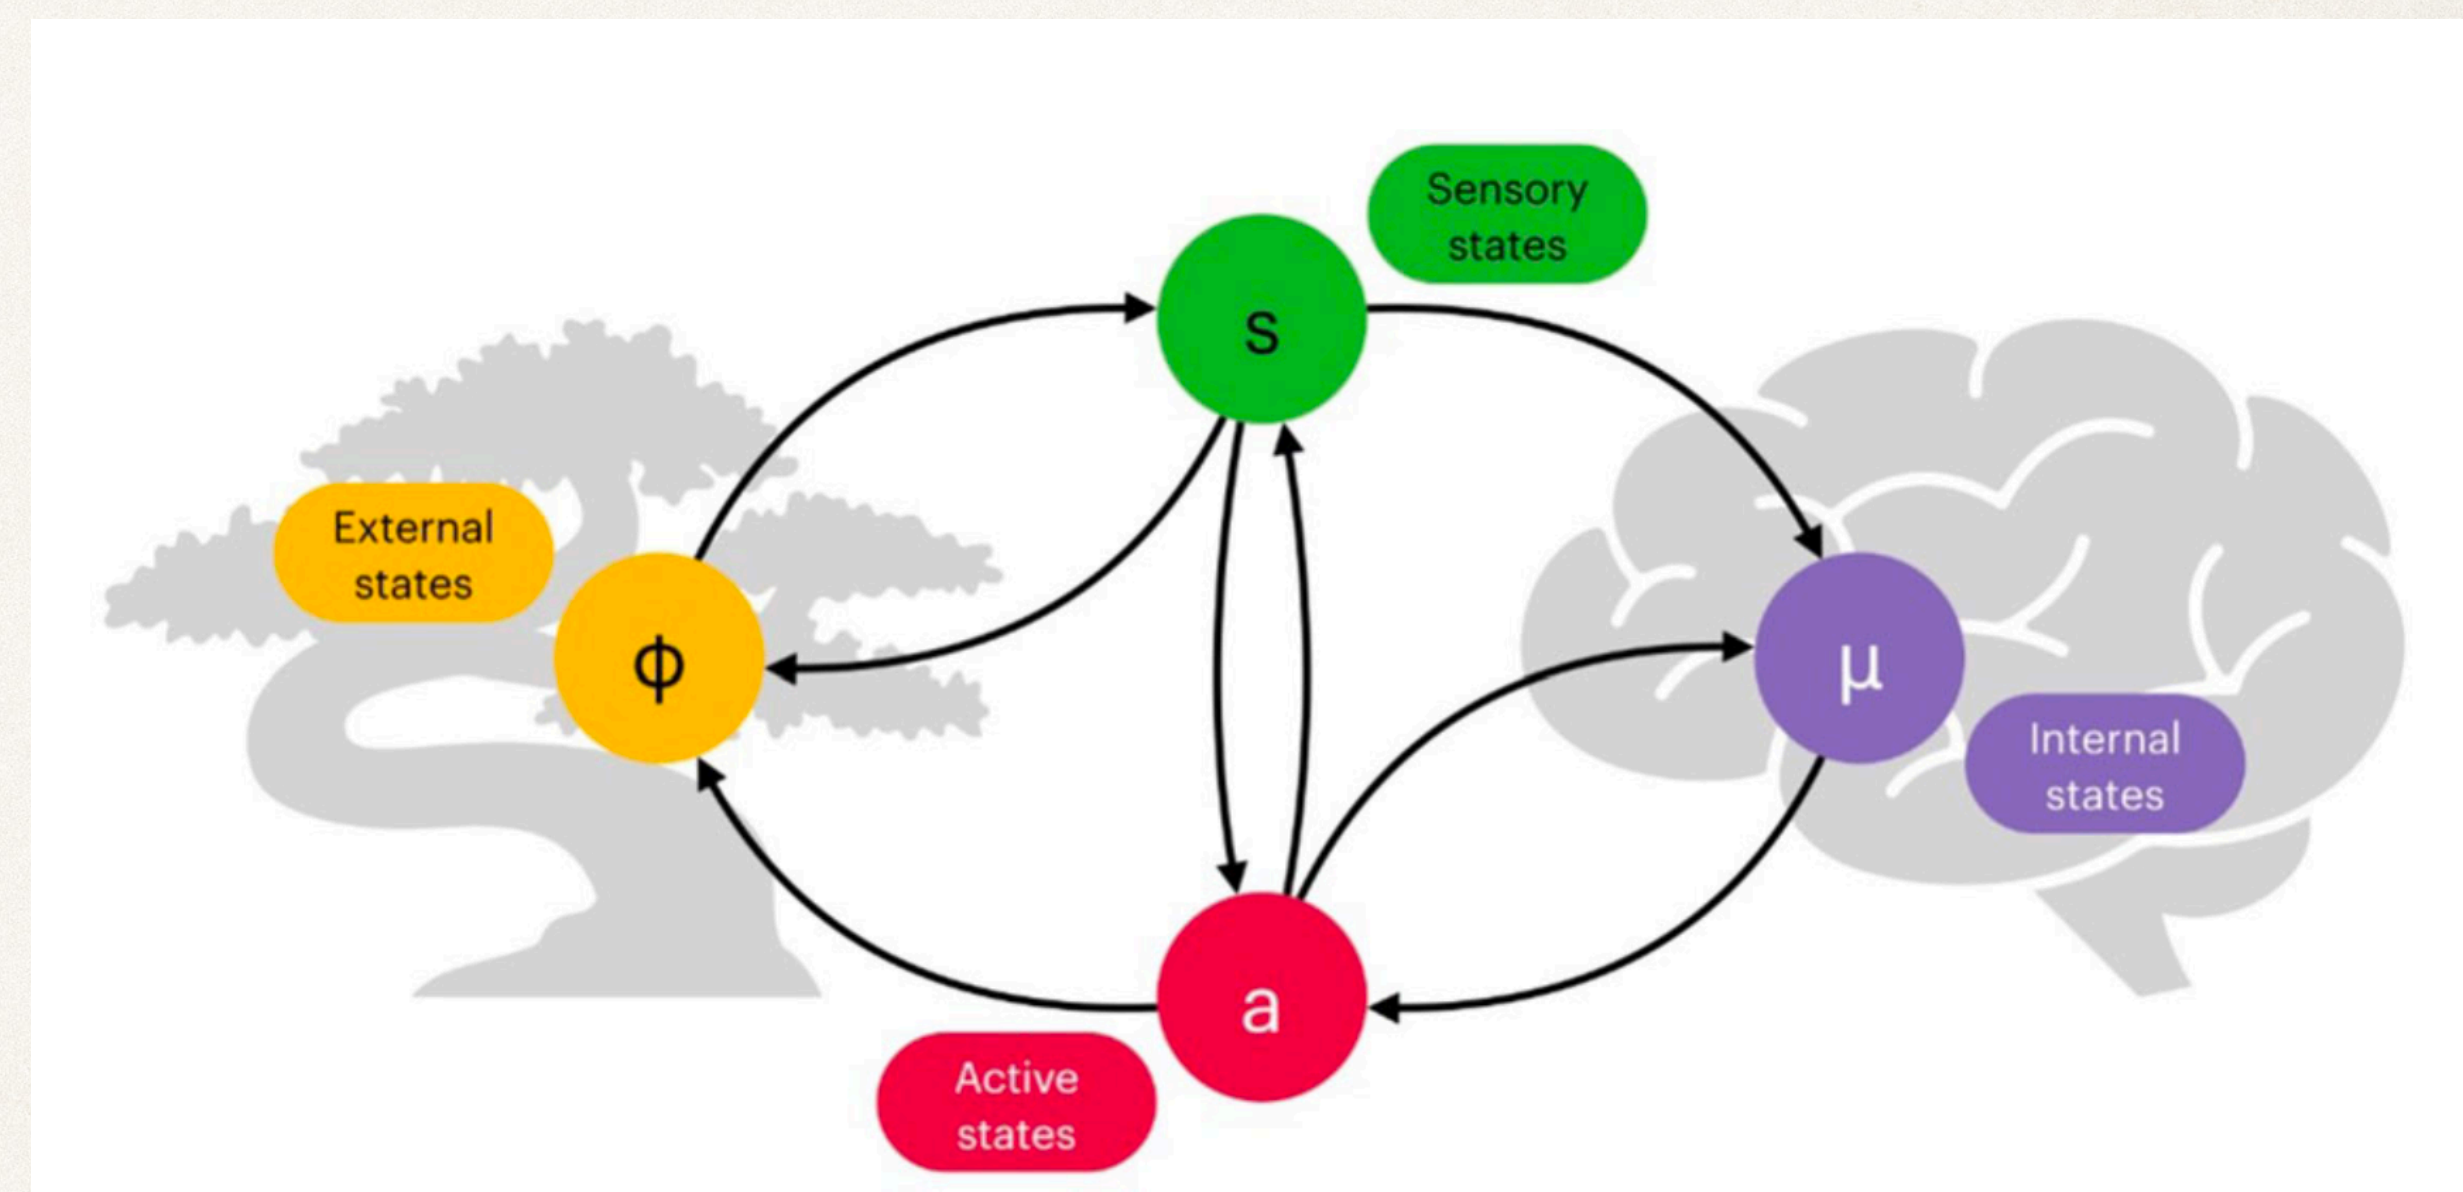 Sensory
states
s
External
states
ϕ
μ
Internal
states
a
Active
states